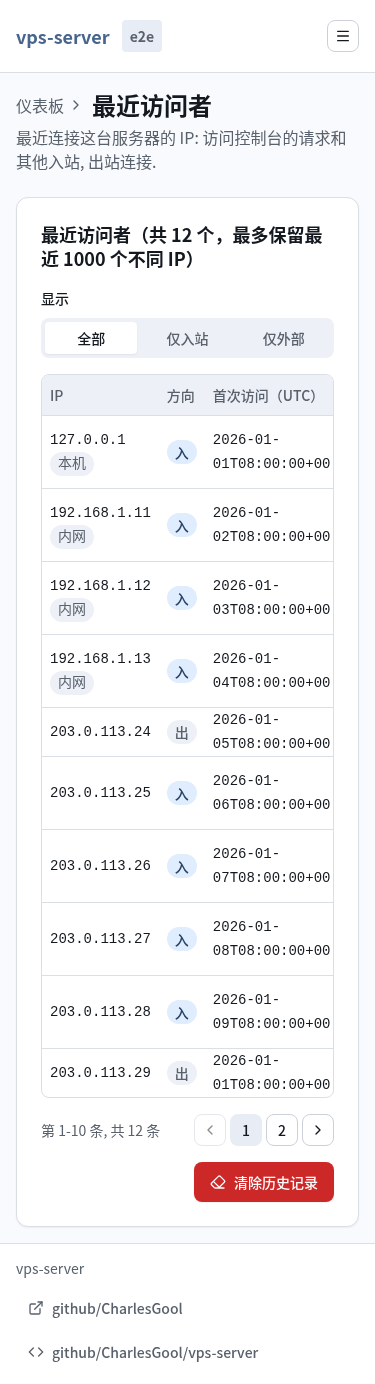 vps-server e2e
仪表板 最近访问者
最近连接这台服务器的 IP: 访问控制台的请求和
其他入站, 出站连接.
最近访问者（共 12 个，最多保留最
近 1000 个不同 IP）
显示
全部 仅入站 仅外部
IP 方向 首次访问（UTC）
127.0.0.1 本机 入 2026-01-
01T08:00:00+00
192.168.1.11 内网 入 2026-01-
02T08:00:00+00
192.168.1.12 内网 入 2026-01-
03T08:00:00+00
192.168.1.13 内网 入 2026-01-
04T08:00:00+00
203.0.113.24 出 2026-01-
05T08:00:00+00
203.0.113.25 入 2026-01-
06T08:00:00+00
203.0.113.26 入 2026-01-
07T08:00:00+00
203.0.113.27 入 2026-01-
08T08:00:00+00
203.0.113.28 入 2026-01-
09T08:00:00+00
203.0.113.29 出 2026-01-
01T08:00:00+00
第 1-10 条, 共 12 条 1 2
清除历史记录
vps-server
github/CharlesGool
github/CharlesGool/vps-server